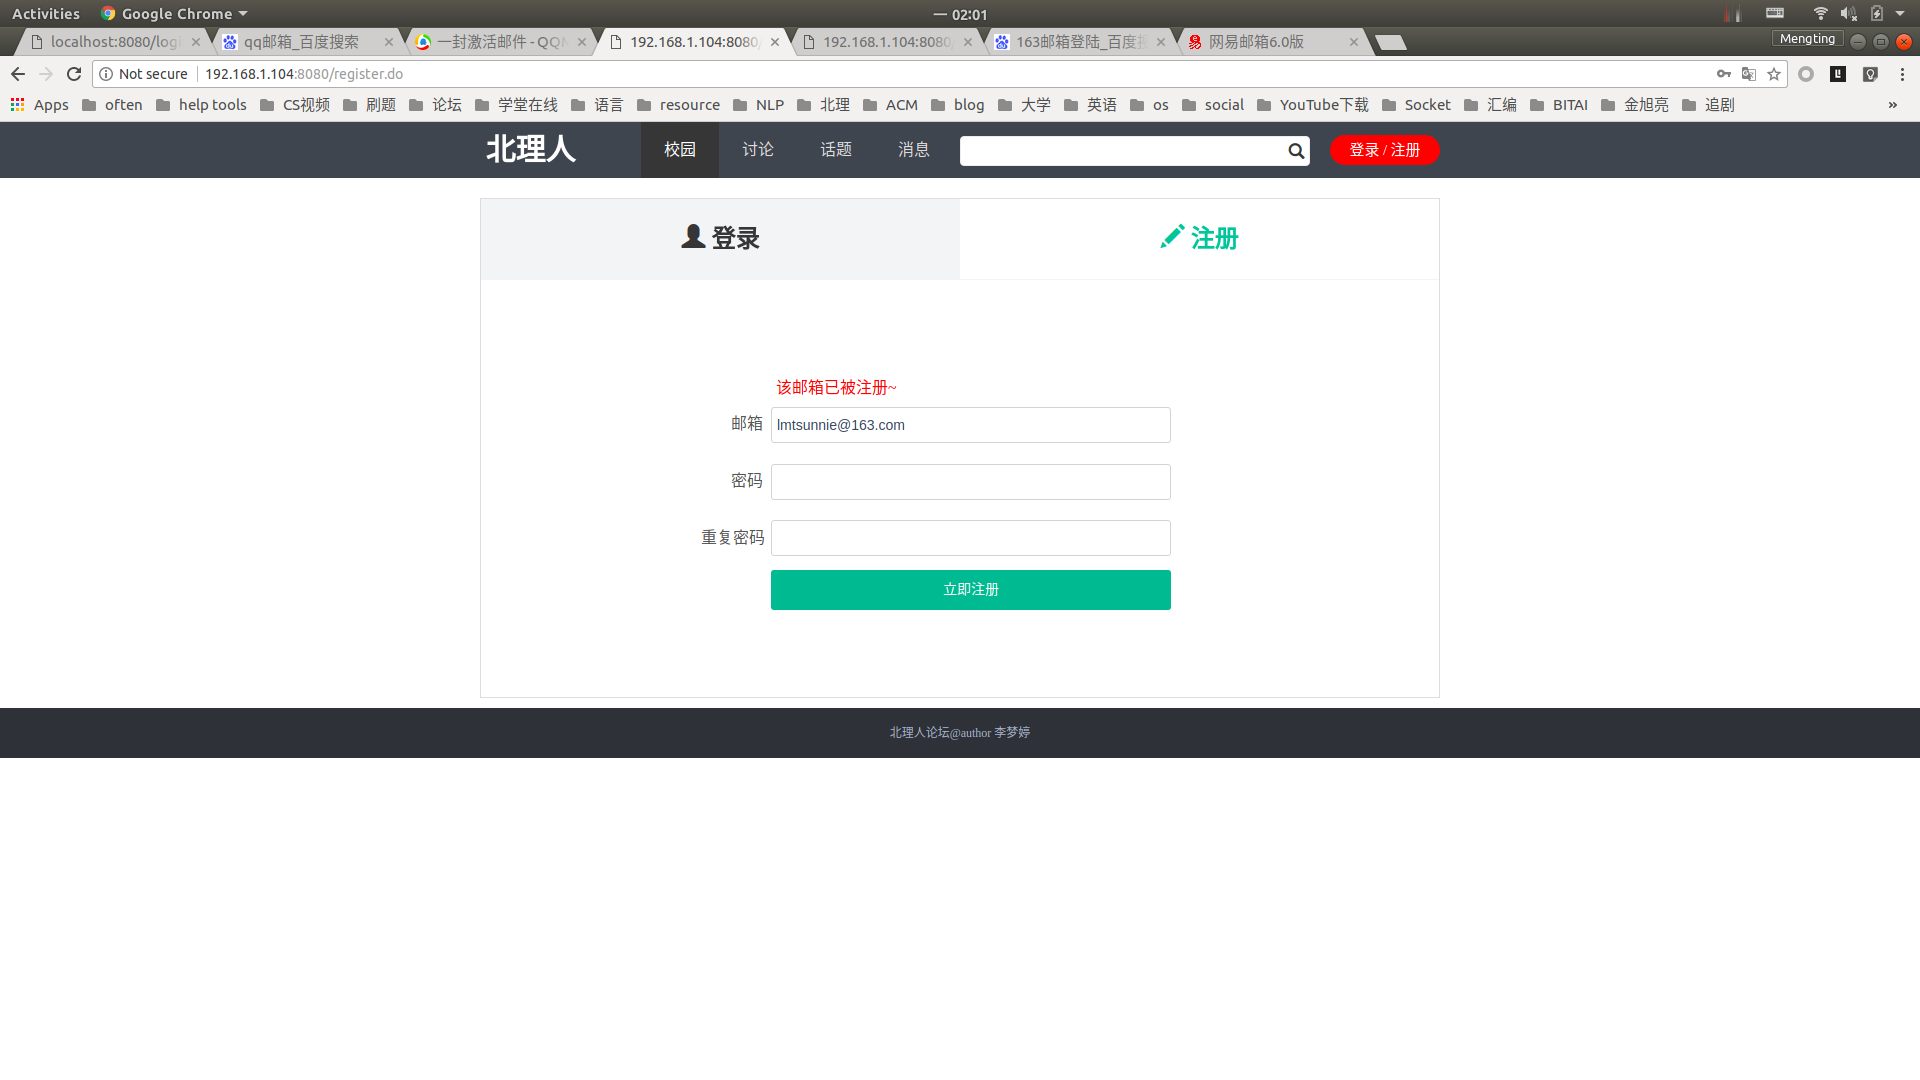 Activities Google Chrome 一 02:01
localhost:8080/logi qq邮箱_百度搜索 一封激活邮件 - QQ 192.168.1.104:8080/ 192.168.1.104:8080/ 163邮箱登陆_百度搜 网易邮箱6.0版 Mengting
Not secure 192.168.1.104:8080/register.do
Apps often help tools CS视频 刷题 论坛 学堂在线 语言 resource NLP 北理 ACM blog 大学 英语 os social YouTube下载 Socket 汇编 BITAI 金旭亮 追剧 »
北理人 校园 讨论 话题 消息 登录 / 注册
登录 注册
该邮箱已被注册~
邮箱 lmtsunnie@163.com
密码
重复密码
立即注册
北理人论坛@author 李梦婷